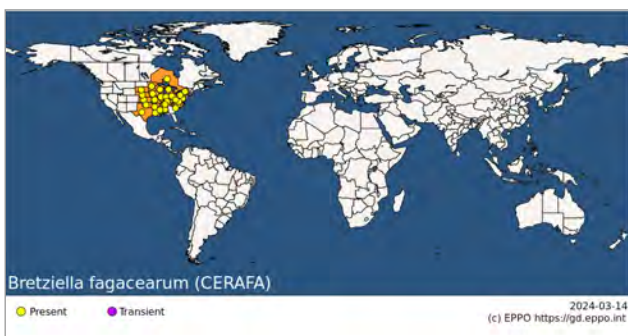 Bretziella fagacearum (CERAFA)
Present
Transient
2024-03-14
(c) EPPO https://gd.eppo.int